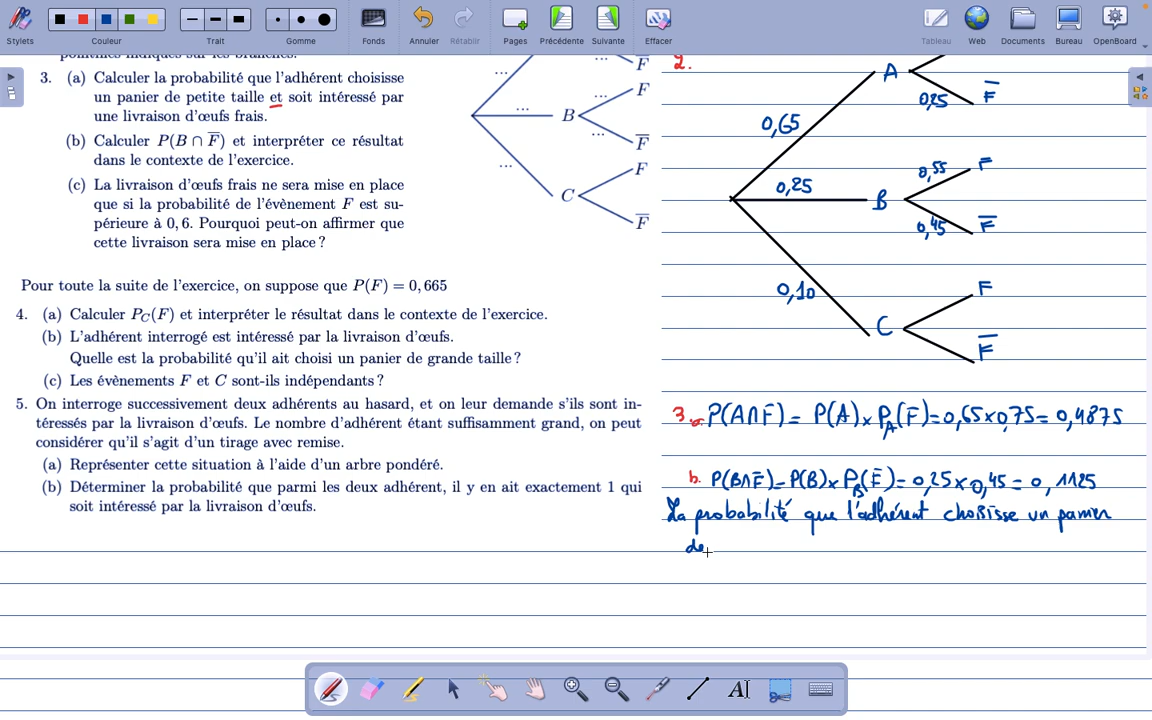 Stylets
Couleur
Trait
Gomme
Fonds
Annuler
Rétablir
Pages
Précédente
Suivante
Effacer
Tableau
Web
Documents
Bureau
OpenBoard
pointillés indiqués sur les branches.
3. (a) Calculer la probabilité que l'adhérent choisisse
un panier de petite taille et soit intéressé par
une livraison d'œufs frais.
(b) Calculer P(B ∩ F̅) et interpréter ce résultat
dans le contexte de l'exercice.
(c) La livraison d'œufs frais ne sera mise en place
que si la probabilité de l'évènement F est su-
périeure à 0, 6. Pourquoi peut-on affirmer que
cette livraison sera mise en place ?
... ... F̅
... B ... F
... F̅
... C F
F̅
Pour toute la suite de l'exercice, on suppose que P(F) = 0, 665
4. (a) Calculer P_C(F) et interpréter le résultat dans le contexte de l'exercice.
(b) L'adhérent interrogé est intéressé par la livraison d'œufs.
Quelle est la probabilité qu'il ait choisi un panier de grande taille ?
(c) Les évènements F et C sont-ils indépendants ?
5. On interroge successivement deux adhérents au hasard, et on leur demande s'ils sont in-
téressés par la livraison d'œufs. Le nombre d'adhérent étant suffisamment grand, on peut
considérer qu'il s'agit d'un tirage avec remise.
(a) Représenter cette situation à l'aide d'un arbre pondéré.
(b) Déterminer la probabilité que parmi les deux adhérent, il y en ait exactement 1 qui
soit intéressé par la livraison d'œufs.
2.
0,65 A 0,25 F̅
0,25 B 0,55 F
0,45 F̅
0,10 C F
F̅
3. a. P(A∩F) = P(A) × P_A(F) = 0,65 × 0,75 = 0,4875
b. P(B∩F̅) = P(B) × P_B(F̅) = 0,25 × 0,45 = 0,1125
La probabilité que l'adhérent choisisse un panier
de
AI